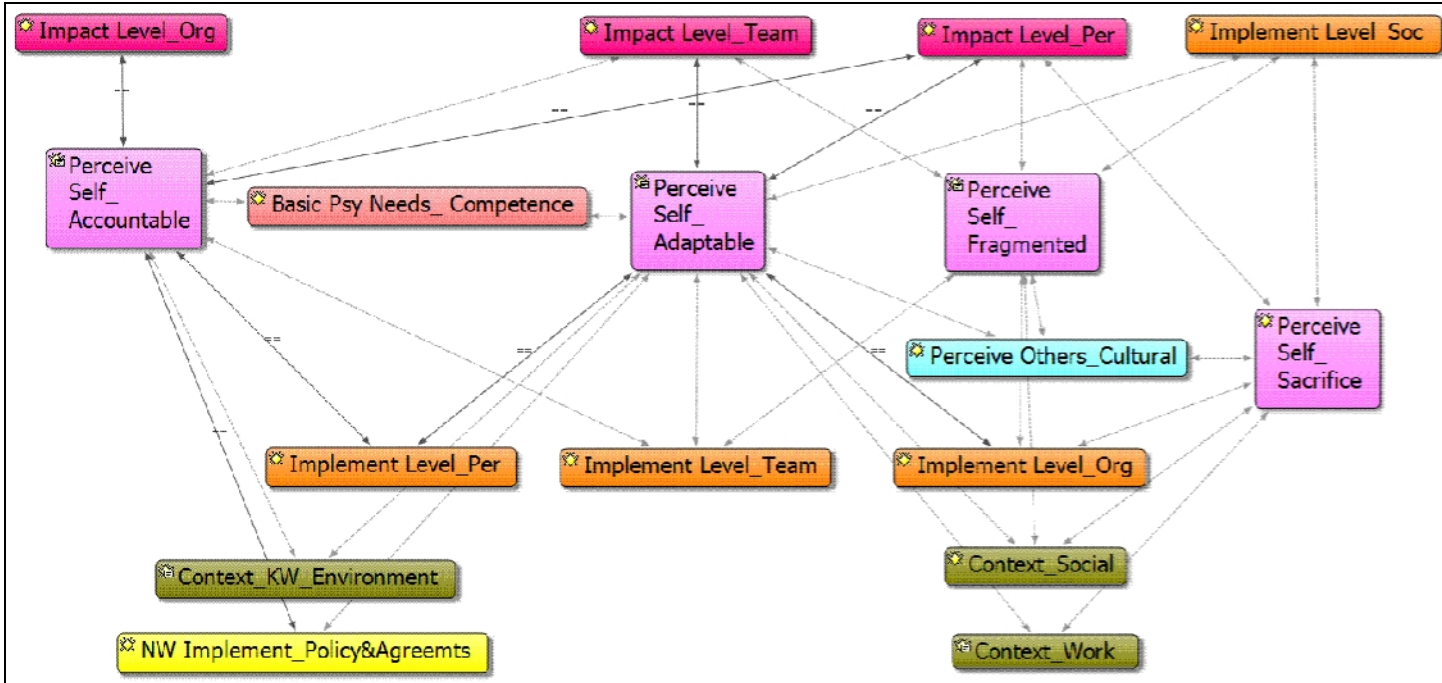 Impact Level_Org
Impact Level_Team
Impact Level_Per
Implement Level_Soc
==
==
==
==
Perceive
Self_
Accountable
Basic Psy Needs_ Competence
Perceive
Self_
Adaptable
Perceive
Self_
Fragmented
Perceive
Self_
Sacrifice
==
==
==
Perceive Others_Cultural
==
Implement Level_Per
Implement Level_Team
Implement Level_Org
Context_KW_Environment
Context_Social
NW Implement_Policy&Agreemts
Context_Work